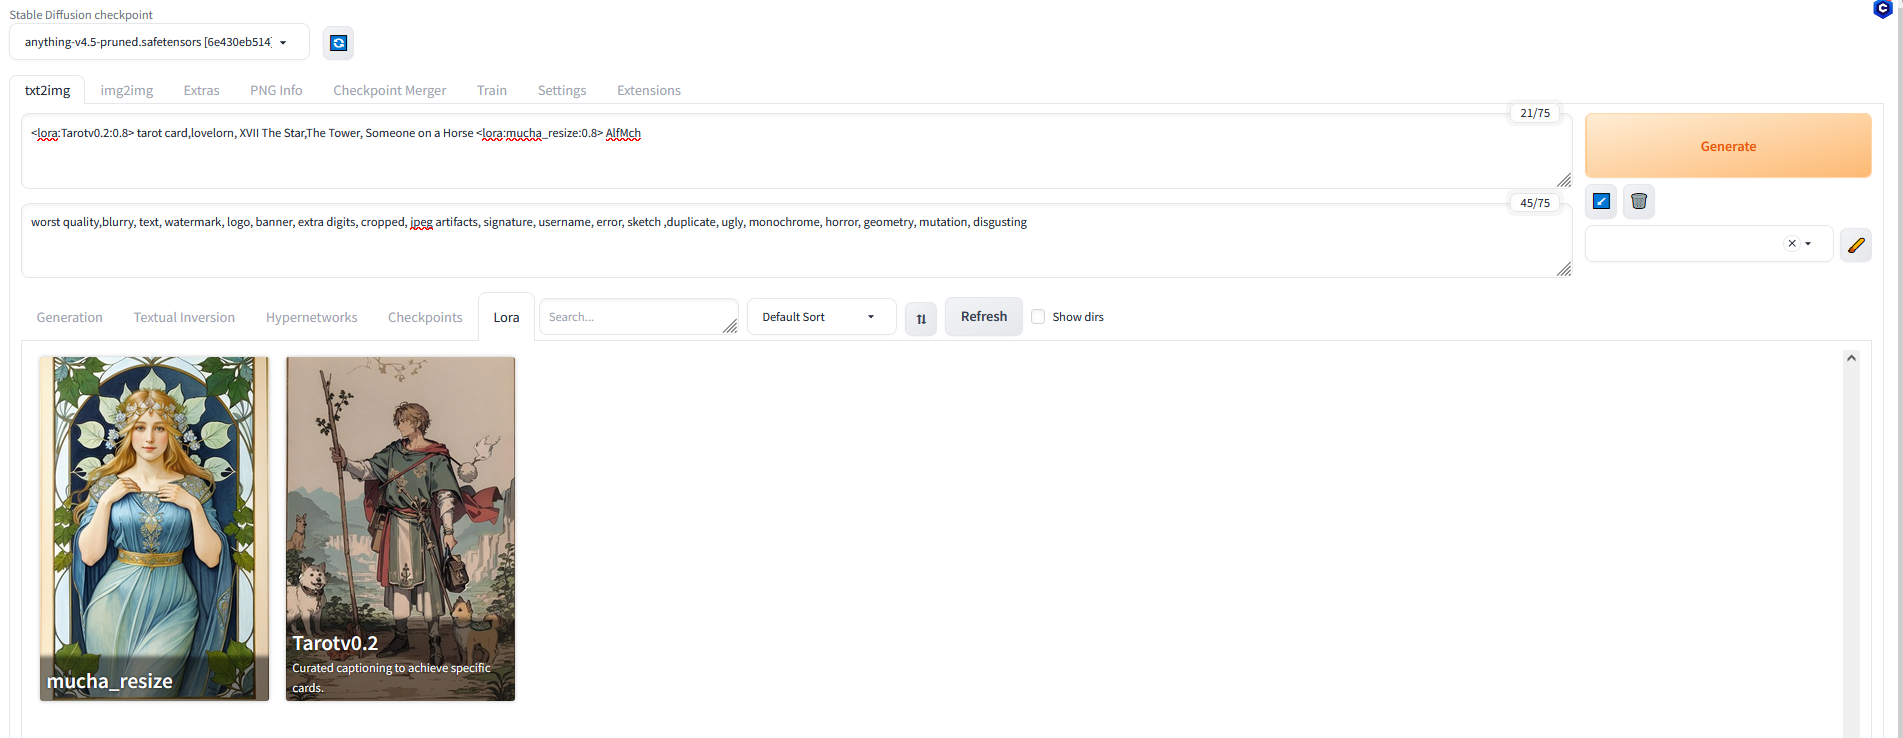 Stable Diffusion checkpoint
anything-v4.5-pruned.safetensors [6e430eb514]
txt2img img2img Extras PNG Info Checkpoint Merger Train Settings Extensions
21/75
<lora:Tarotv0.2:0.8> tarot card,lovelorn, XVII The Star,The Tower, Someone on a Horse <lora:mucha_resize:0.8> AlfMch
Generate
45/75
worst quality,blurry, text, watermark, logo, banner, extra digits, cropped, jpeg artifacts, signature, username, error, sketch ,duplicate, ugly, monochrome, horror, geometry, mutation, disgusting
Generation Textual Inversion Hypernetworks Checkpoints Lora Search... Default Sort Refresh Show dirs
mucha_resize
Tarotv0.2
Curated captioning to achieve specific
cards.